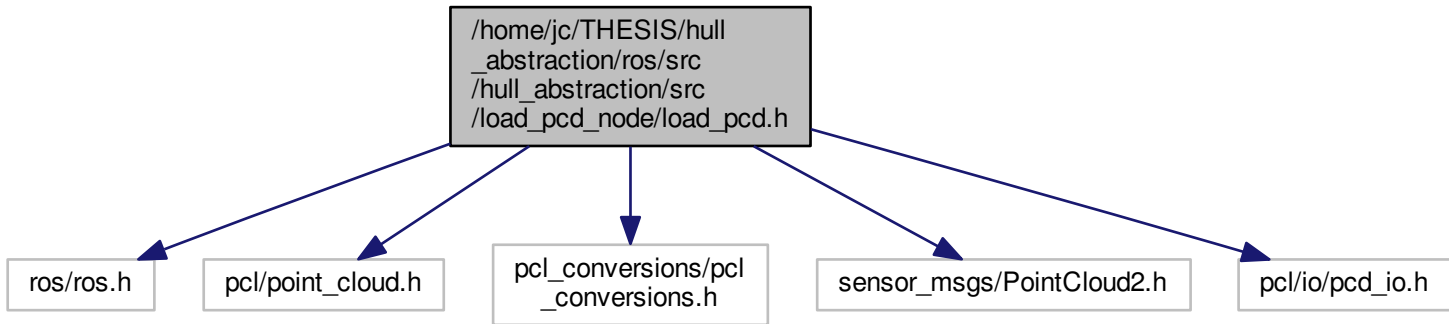 /home/jc/THESIS/hull
_abstraction/ros/src
/hull_abstraction/src
/load_pcd_node/load_pcd.h
ros/ros.h
pcl/point_cloud.h
pcl_conversions/pcl
_conversions.h
sensor_msgs/PointCloud2.h
pcl/io/pcd_io.h